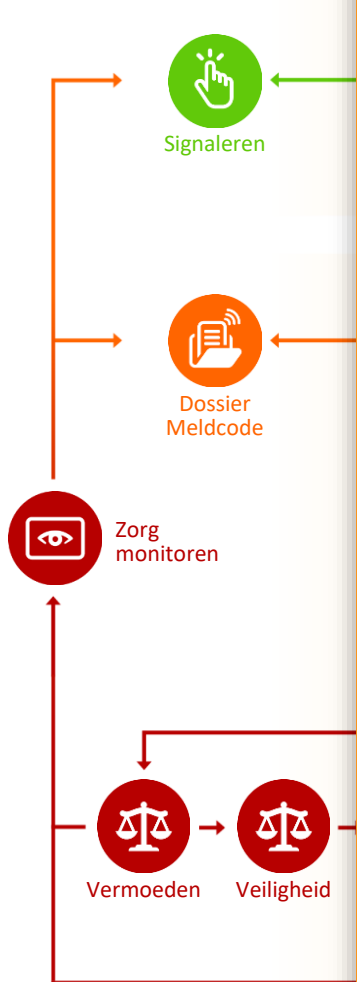 Signaleren
Dossier
Meldcode
Zorg
monitoren
Vermoeden
Veiligheid